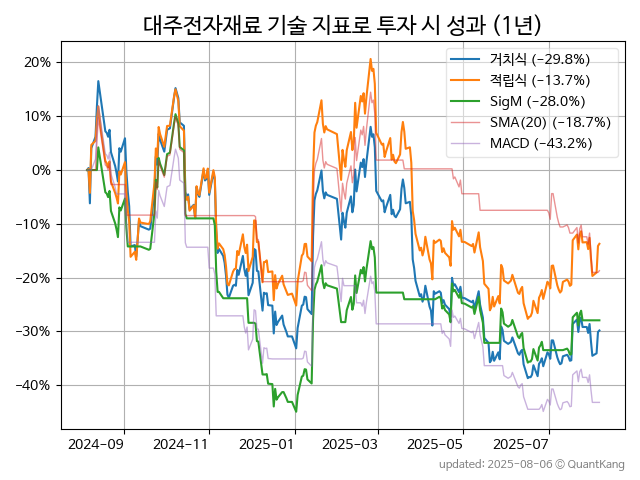 대주전자재료 기술 지표로 투자 시 성과 (1년)
거치식 (−29.8%)
적립식 (−13.7%)
SigM (−28.0%)
SMA(20) (−18.7%)
MACD (−43.2%)
20%
10%
0%
−10%
−20%
−30%
−40%
2024-09 2024-11 2025-01 2025-03 2025-05 2025-07
updated: 2025-08-06 © QuantKang